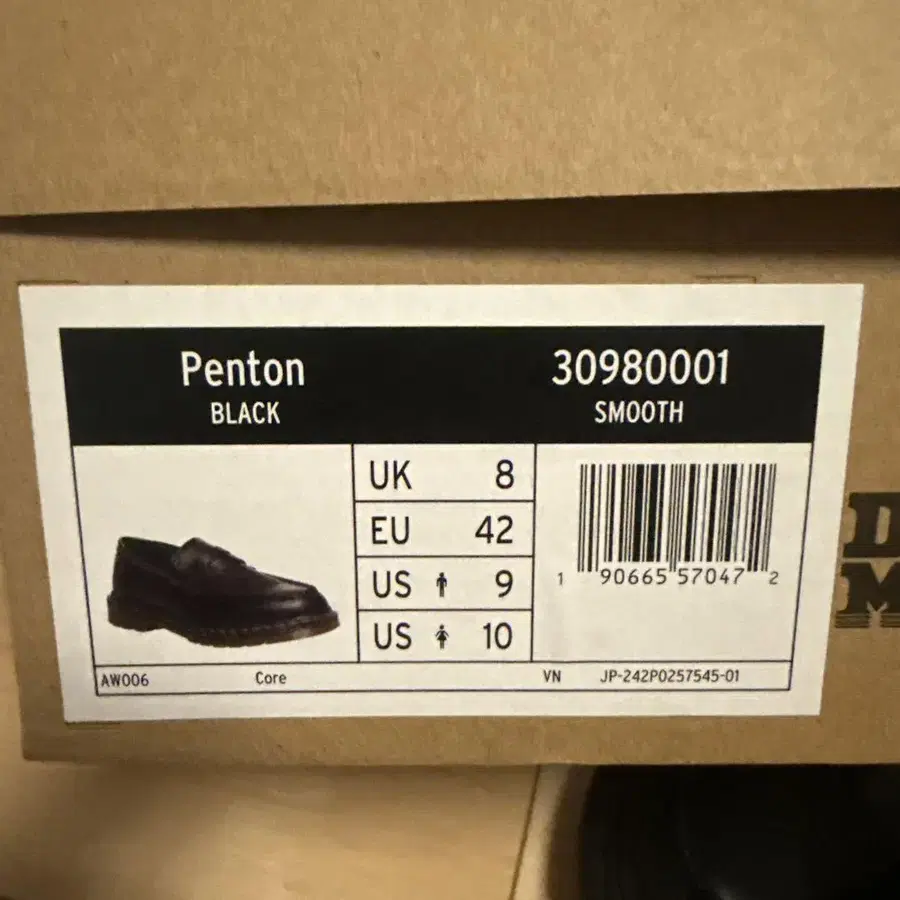 Penton 30980001
BLACK SMOOTH
UK 8
EU 42
US 9
US 10
1 90665 57047 2
AW006 Core VN JP-242P0257545-01
D
M